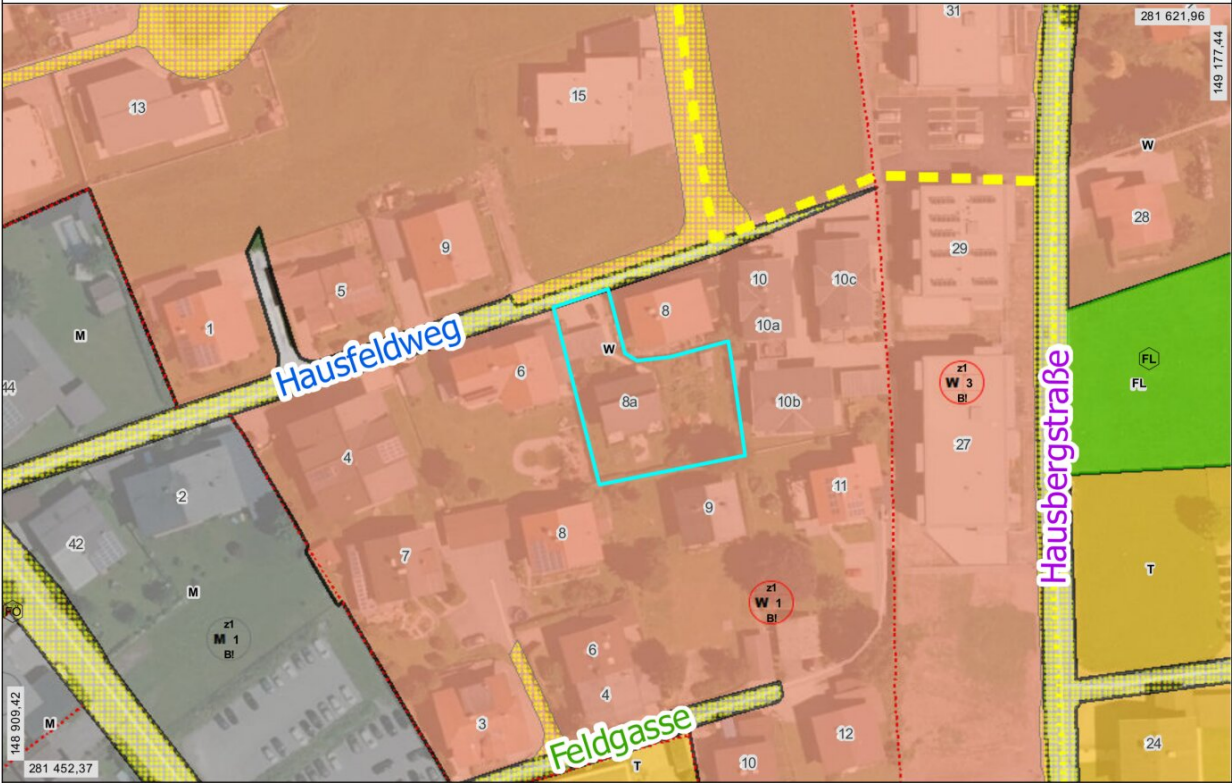 31
281 621,96
149 177,44
13
15
W
28
9
29
10
10c
5
8
1
10a
M
Hausfeldweg
W
6
FL
FL
44
8a
10b
z1
W 3
B!
Hausbergstraße
27
4
11
2
9
8
42
7
T
M
z1
W 1
B!
FO
z1
M 1
B!
6
4
3
Feldgasse
12
24
M
T
10
148 909,42
281 452,37